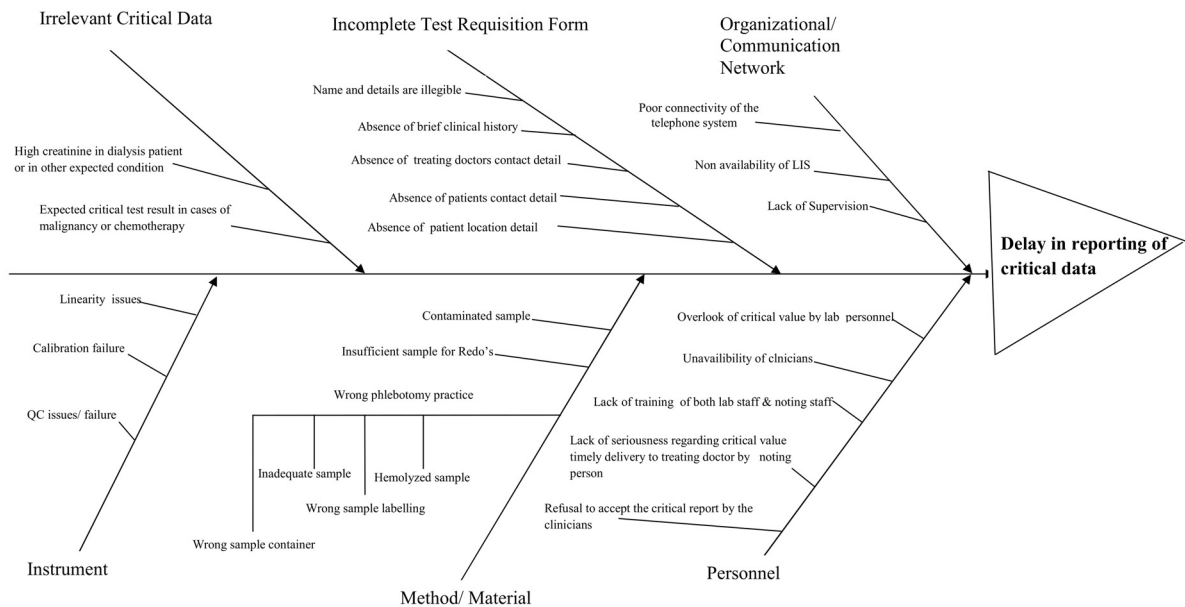 Irrelevant Critical Data
High creatinine in dialysis patient
or in other expected condition
Expected critical test result in cases of
malignancy or chemotherapy
Incomplete Test Requisition Form
Name and details are illegible
Absence of brief clinical history
Absence of  treating doctors contact detail
Absence of patients contact detail
Absence of  patient location detail
Organizational/
Communication
Network
Poor connectivity of the
telephone system
Non availability of LIS
Lack of Supervision
Delay in reporting of
critical data
Linearity  issues
Calibration failure
QC issues/ failure
Instrument
Contaminated sample
Insufficient sample for Redo's
Wrong phlebotomy practice
Inadequate sample
Hemolyzed sample
Wrong sample labelling
Wrong sample container
Method/ Material
Overlook of critical value by lab  personnel
Unavailibility of clnicians
Lack of training  of both lab staff & noting staff
Lack of seriousness regarding critical value
timely delivery to treating doctor by  noting
person
Refusal to accept the critical report by the
clinicians
Personnel